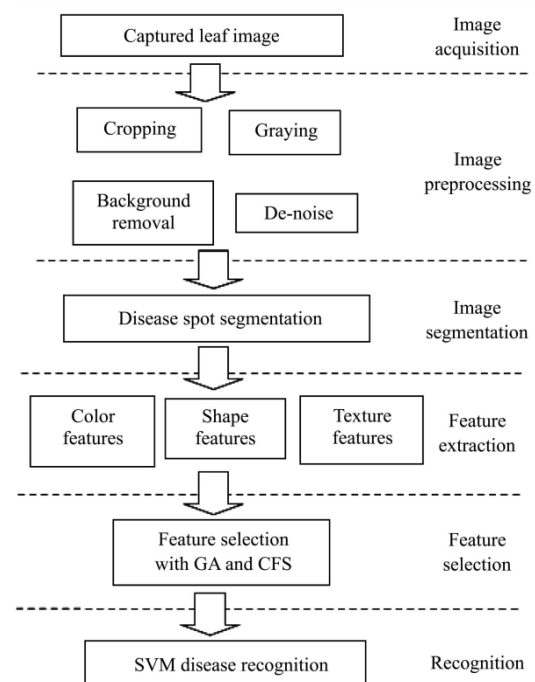 Captured leaf image
Image
acquisition
Cropping
Graying
Image
preprocessing
Background
removal
De-noise
Disease spot segmentation
Image
segmentation
Color
features
Shape
features
Texture
features
Feature
extraction
Feature selection
with GA and CFS
Feature
selection
SVM disease recognition
Recognition